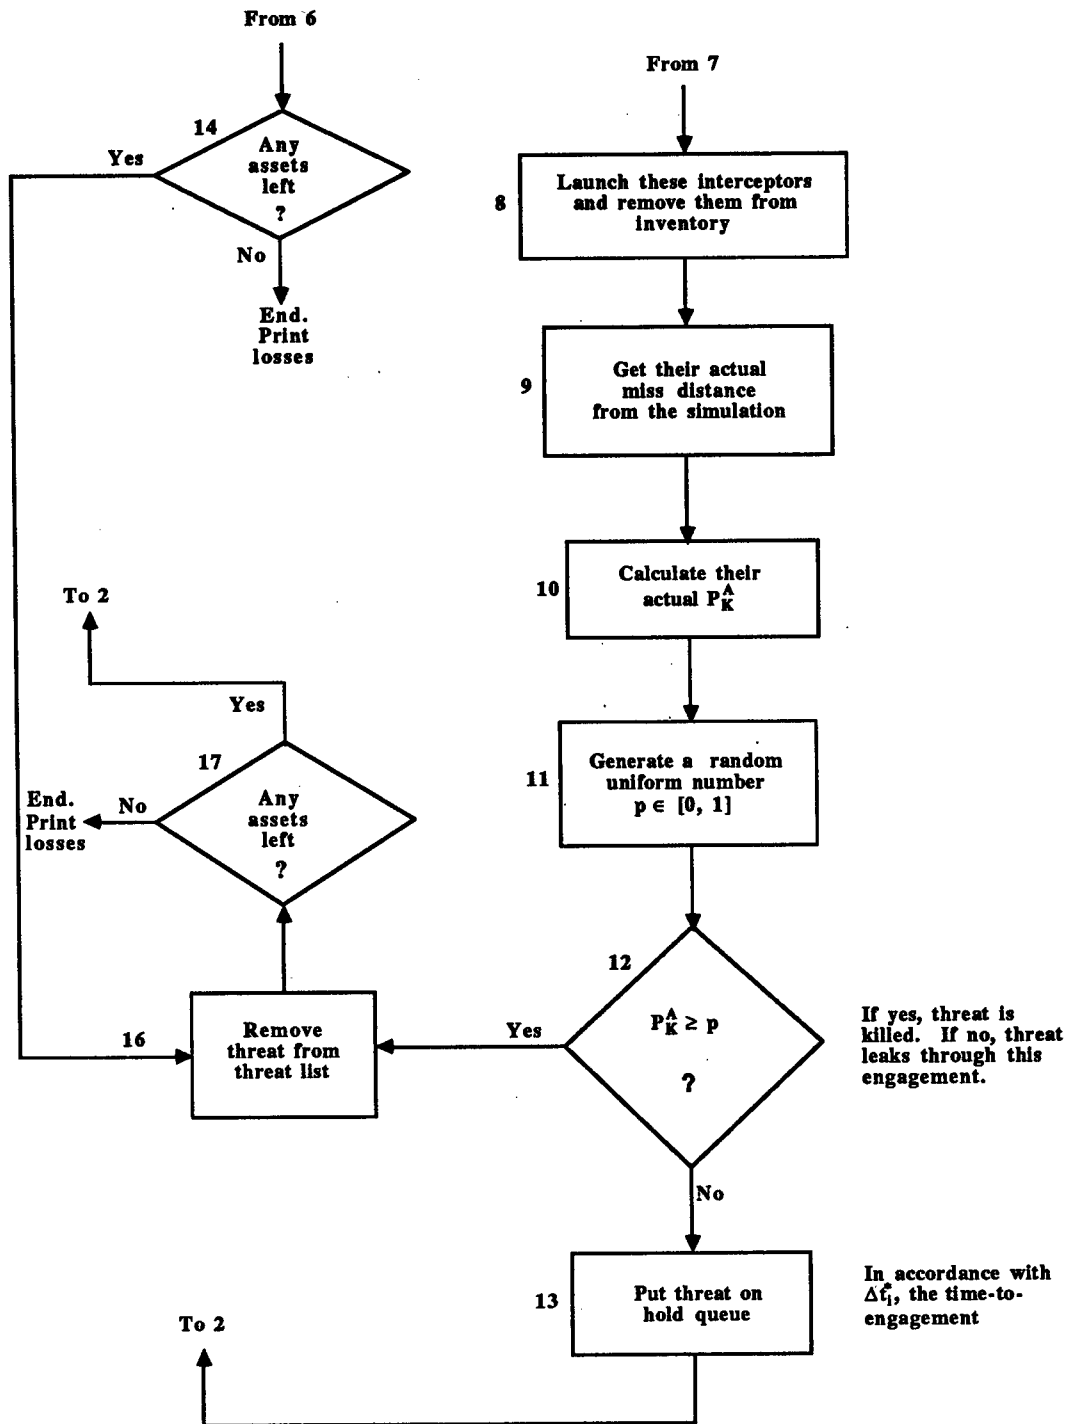 From 6
14
Any
assets
left
?
Yes
No
End.
Print
losses
From 7
8
Launch these interceptors
and remove them from
inventory
9
Get their actual
miss distance
from the simulation
10
Calculate their
actual P_K^A
11
Generate a random
uniform number
p ∈ [0, 1]
12
P_K^A ≥ p
?
Yes
No
If yes, threat is
killed. If no, threat
leaks through this
engagement.
13
Put threat on
hold queue
In accordance with
Δt_i^*, the time-to-
engagement
To 2
16
Remove
threat from
threat list
17
Any
assets
left
?
Yes
To 2
No
End.
Print
losses